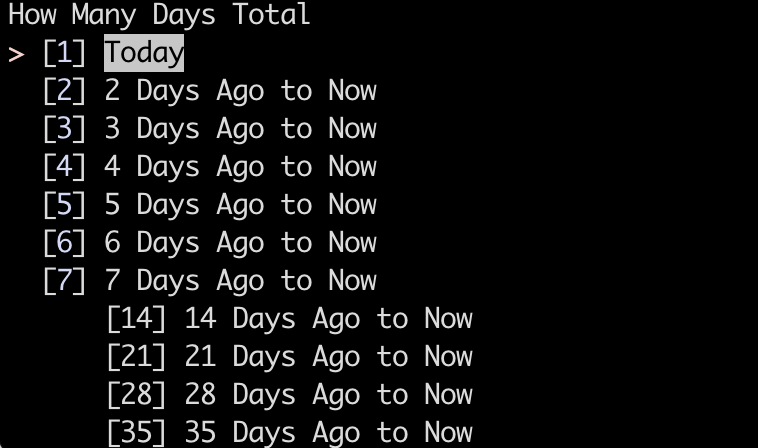 How Many Days Total
> [1] Today
[2] 2 Days Ago to Now
[3] 3 Days Ago to Now
[4] 4 Days Ago to Now
[5] 5 Days Ago to Now
[6] 6 Days Ago to Now
[7] 7 Days Ago to Now
[14] 14 Days Ago to Now
[21] 21 Days Ago to Now
[28] 28 Days Ago to Now
[35] 35 Days Ago to Now